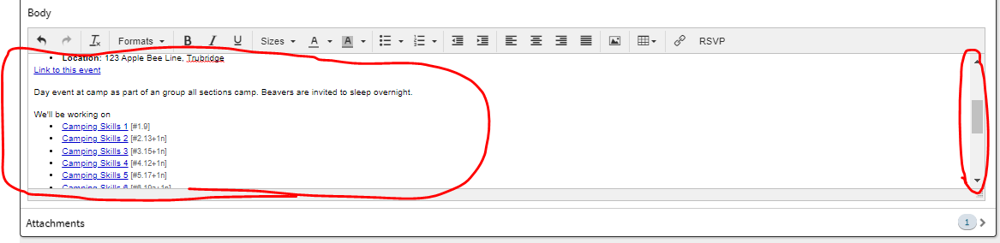 Body
Formats B I U Sizes A A RSVP
Location: 123 Apple Bee Line, Trubridge
Link to this event
Day event at camp as part of an group all sections camp. Beavers are invited to sleep overnight.
We'll be working on
Camping Skills 1 [#1.9]
Camping Skills 2 [#2.13+1n]
Camping Skills 3 [#3.15+1n]
Camping Skills 4 [#4.12+1n]
Camping Skills 5 [#5.17+1n]
Camping Skills 6
Attachments 1